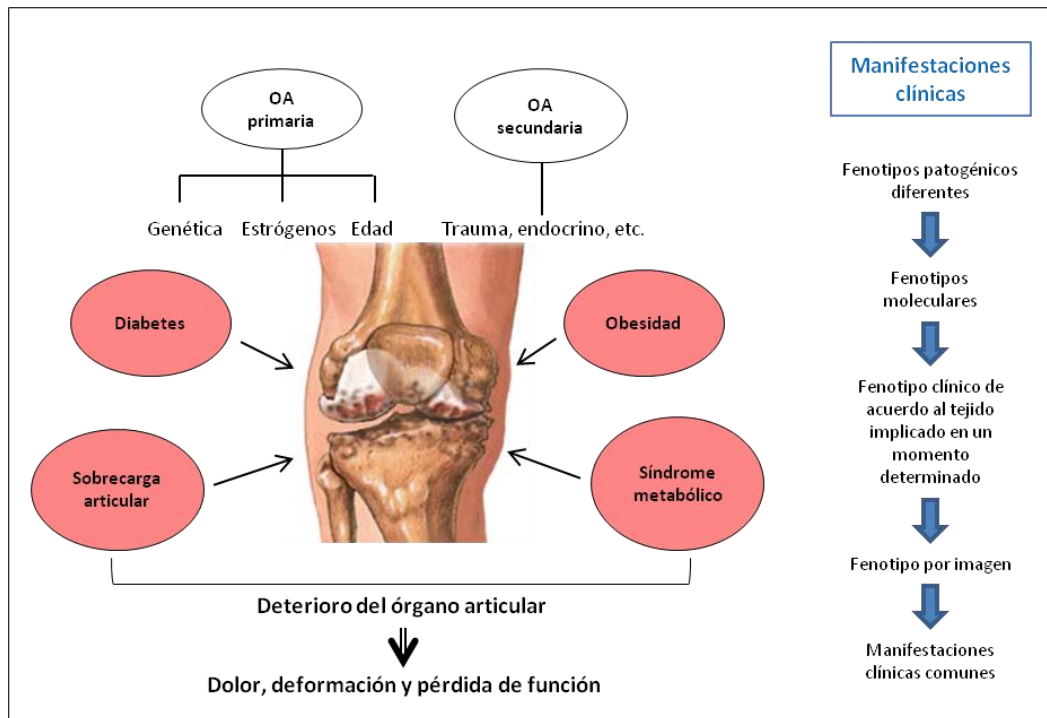 OA
primaria
OA
secundaria
Genética Estrógenos Edad
Trauma, endocrino, etc.
Diabetes
Obesidad
Sobrecarga
articular
Síndrome
metabólico
Deterioro del órgano articular
Dolor, deformación y pérdida de función
Manifestaciones
clínicas
Fenotipos patogénicos
diferentes
Fenotipos
moleculares
Fenotipo clínico de
acuerdo al tejido
implicado en un
momento
determinado
Fenotipo por imagen
Manifestaciones
clínicas comunes